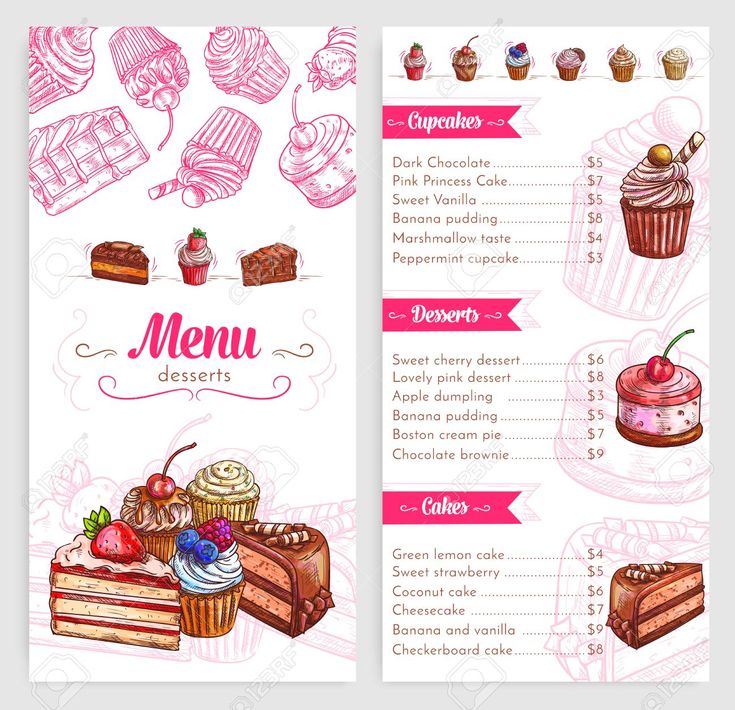 Menu
desserts
Cupcakes
Dark Chocolate..................$5
Pink Princess Cake..............$7
Sweet Vanilla ..................$5
Banana pudding..................$8
Marshmallow taste ..............$4
Peppermint cupcake..............$3
Desserts
Sweet cherry dessert ...........$6
Lovely pink dessert ............$8
Apple dumpling .................$3
Banana pudding .................$5
Boston cream pie................$7
Chocolate brownie...............$9
Cakes
Green lemon cake ...............$4
Sweet strawberry ...............$5
Coconut cake ...................$6
Cheesecake .....................$7
Banana and vanilla .............$9
Checkerboard cake...............$8
123RF